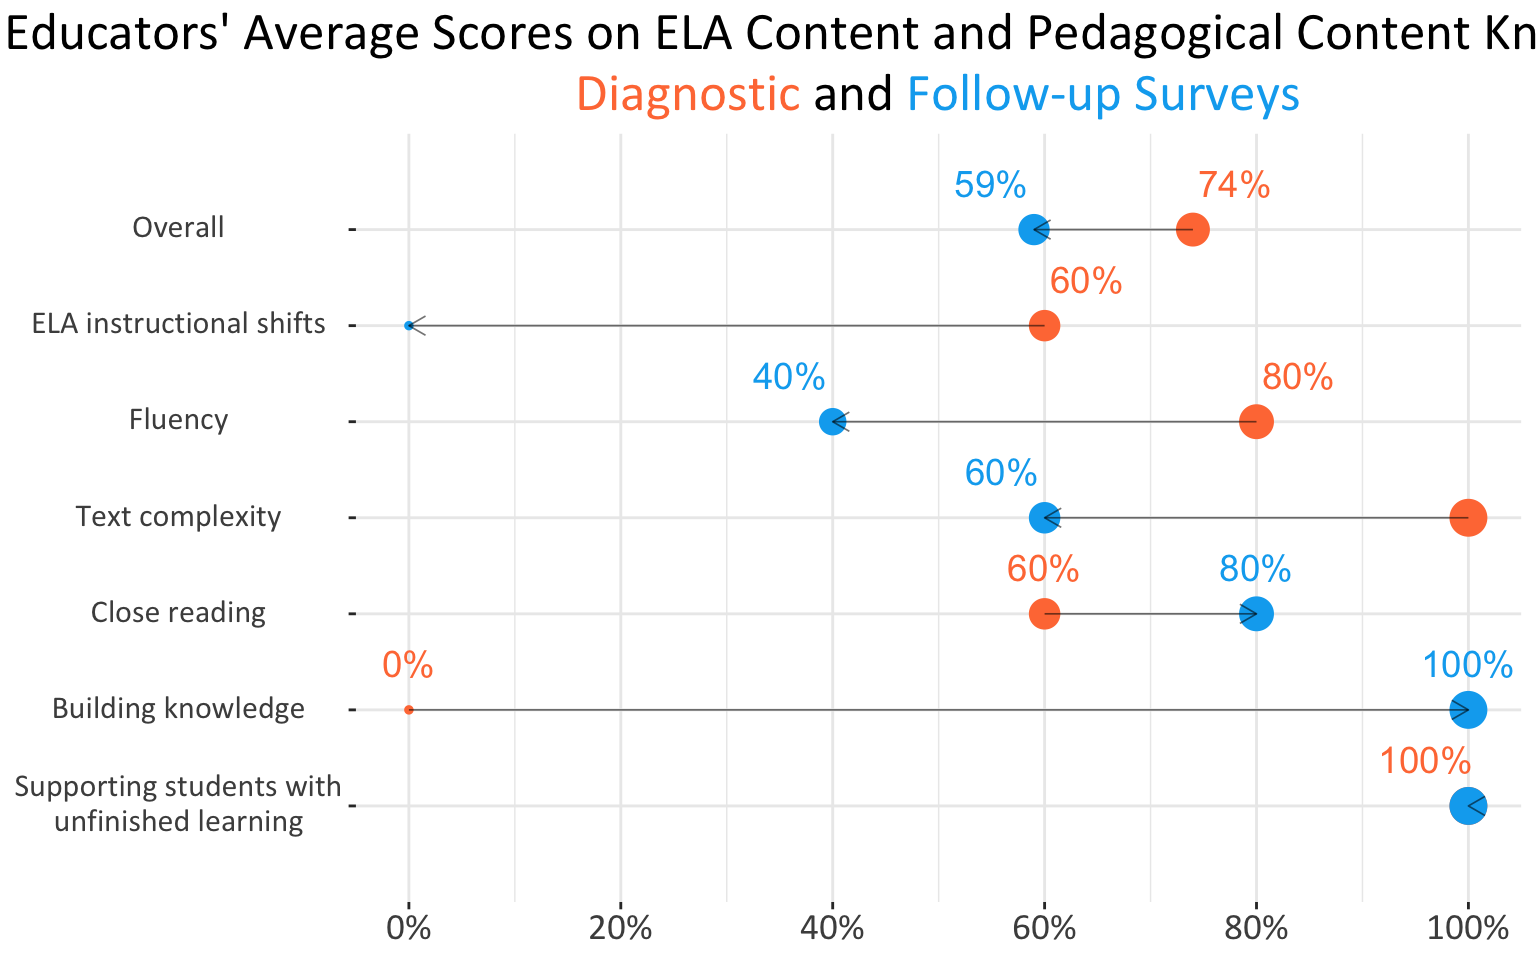 Educators' Average Scores on ELA Content and Pedagogical Content Kn
Diagnostic and Follow-up Surveys
59% 74%
Overall
60%
ELA instructional shifts
40% 80%
Fluency
60%
Text complexity
60% 80%
Close reading
0% 100%
Building knowledge
100%
Supporting students with
unfinished learning
0% 20% 40% 60% 80% 100%